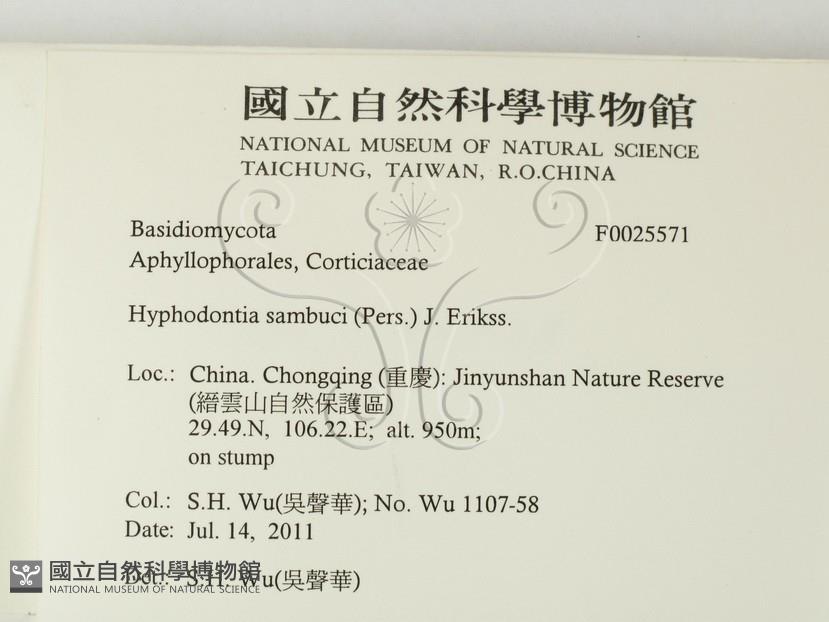 國立自然科學博物館
NATIONAL MUSEUM OF NATURAL SCIENCE
TAICHUNG, TAIWAN, R.O.CHINA
Basidiomycota F0025571
Aphyllophorales, Corticiaceae
Hyphodontia sambuci (Pers.) J. Erikss.
Loc.: China. Chongqing (重慶): Jinyunshan Nature Reserve
(縉雲山自然保護區)
29.49.N, 106.22.E; alt. 950m;
on stump
Col.: S.H. Wu(吳聲華); No. Wu 1107-58
Date: Jul. 14, 2011
Det.: S.H. Wu(吳聲華)
國立自然科學博物館
NATIONAL MUSEUM OF NATURAL SCIENCE